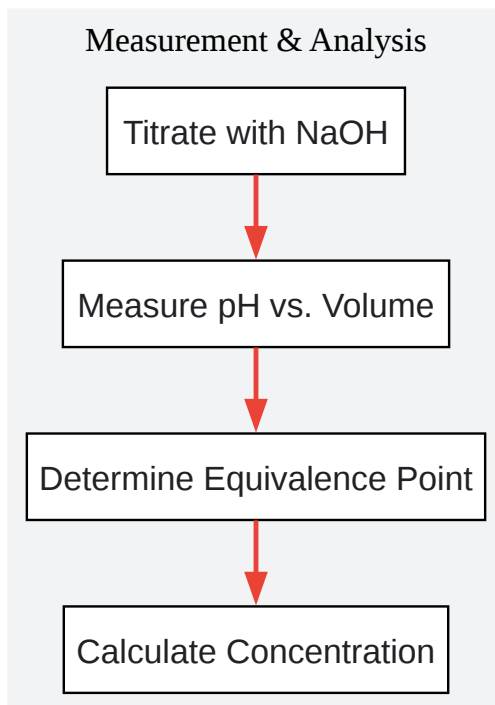 Measurement & Analysis
Titrate with NaOH
Measure pH vs. Volume
Determine Equivalence Point
Calculate Concentration